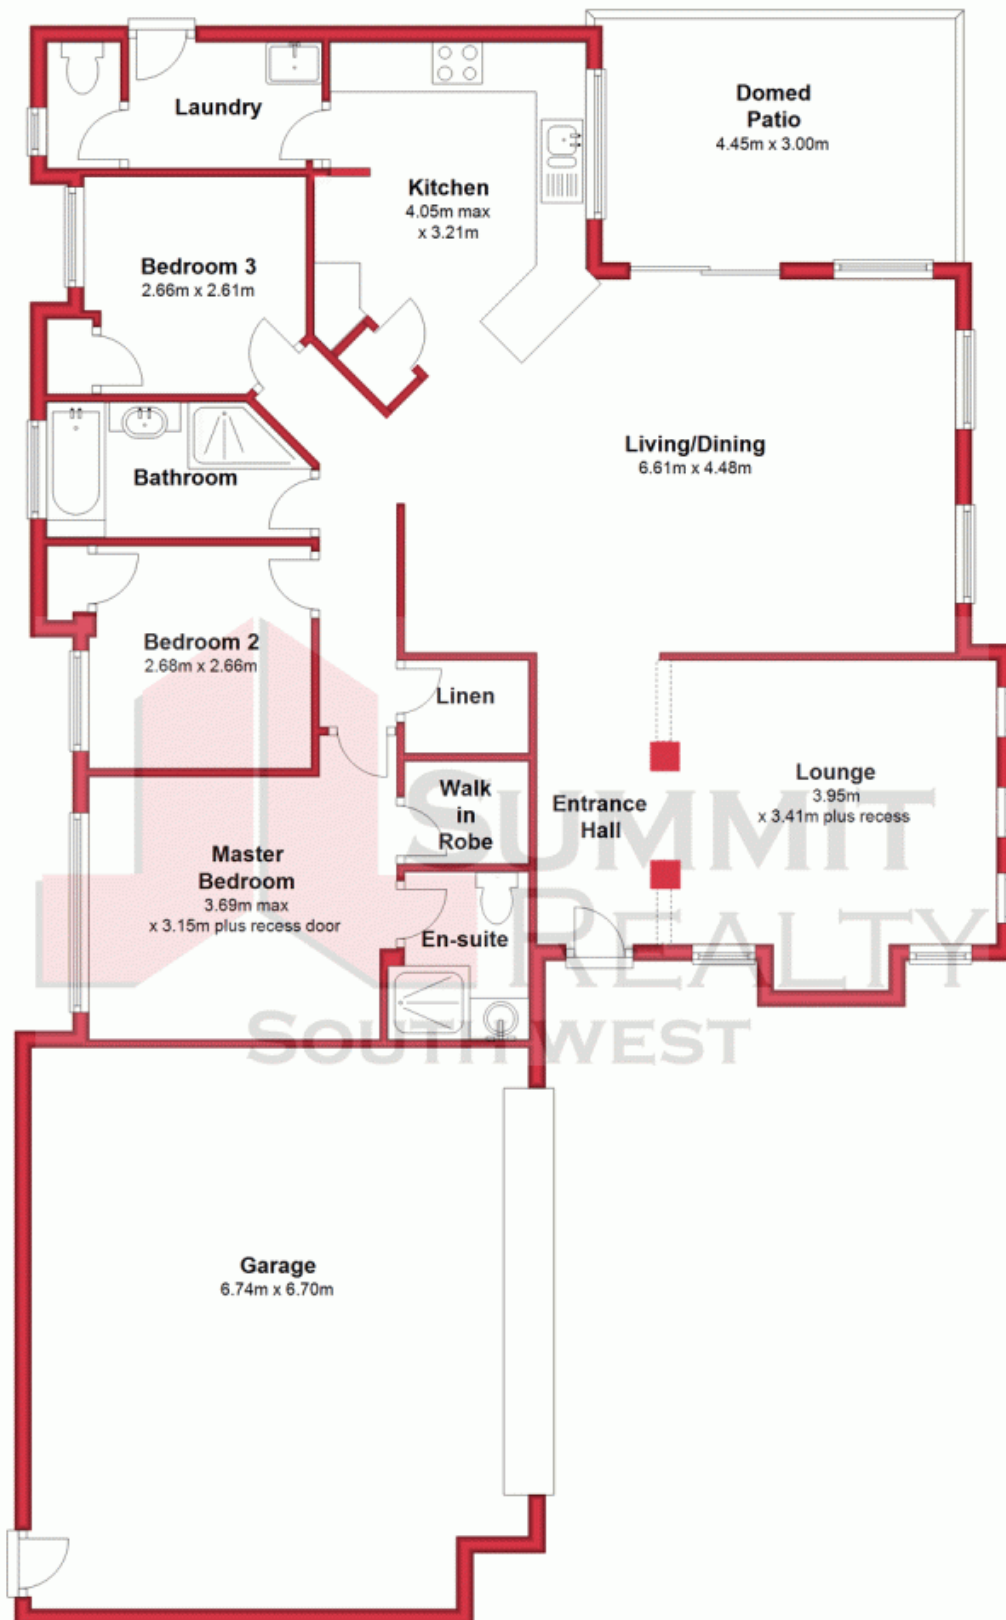 Laundry
Domed
Patio
4.45m x 3.00m
Kitchen
4.05m max
x 3.21m
Bedroom 3
2.66m x 2.61m
Living/Dining
6.61m x 4.48m
Bathroom
Bedroom 2
2.68m x 2.66m
Linen
Walk
in
Robe
Entrance
Hall
Lounge
3.95m
x 3.41m plus recess
Master
Bedroom
3.69m max
x 3.15m plus recess door
En-suite
SUMMIT
REALTY
SOUTH WEST
Garage
6.74m x 6.70m